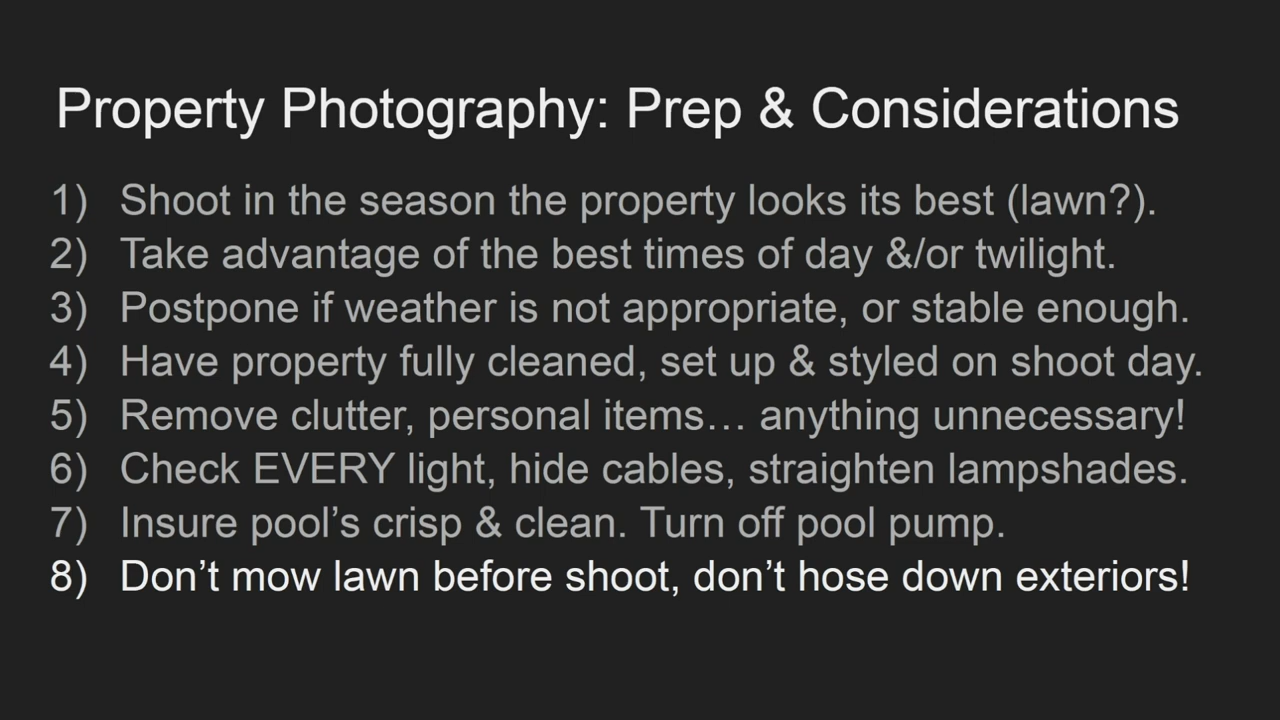 Property Photography: Prep & Considerations
1) Shoot in the season the property looks its best (lawn?).
2) Take advantage of the best times of day &/or twilight.
3) Postpone if weather is not appropriate, or stable enough.
4) Have property fully cleaned, set up & styled on shoot day.
5) Remove clutter, personal items… anything unnecessary!
6) Check EVERY light, hide cables, straighten lampshades.
7) Insure pool’s crisp & clean. Turn off pool pump.
8) Don’t mow lawn before shoot, don’t hose down exteriors!